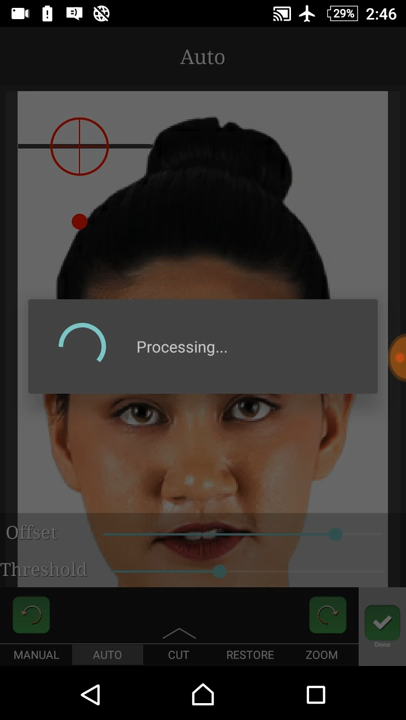 29% 2:46
Auto
Processing...
Offset
Threshold
Done
MANUAL AUTO CUT RESTORE ZOOM